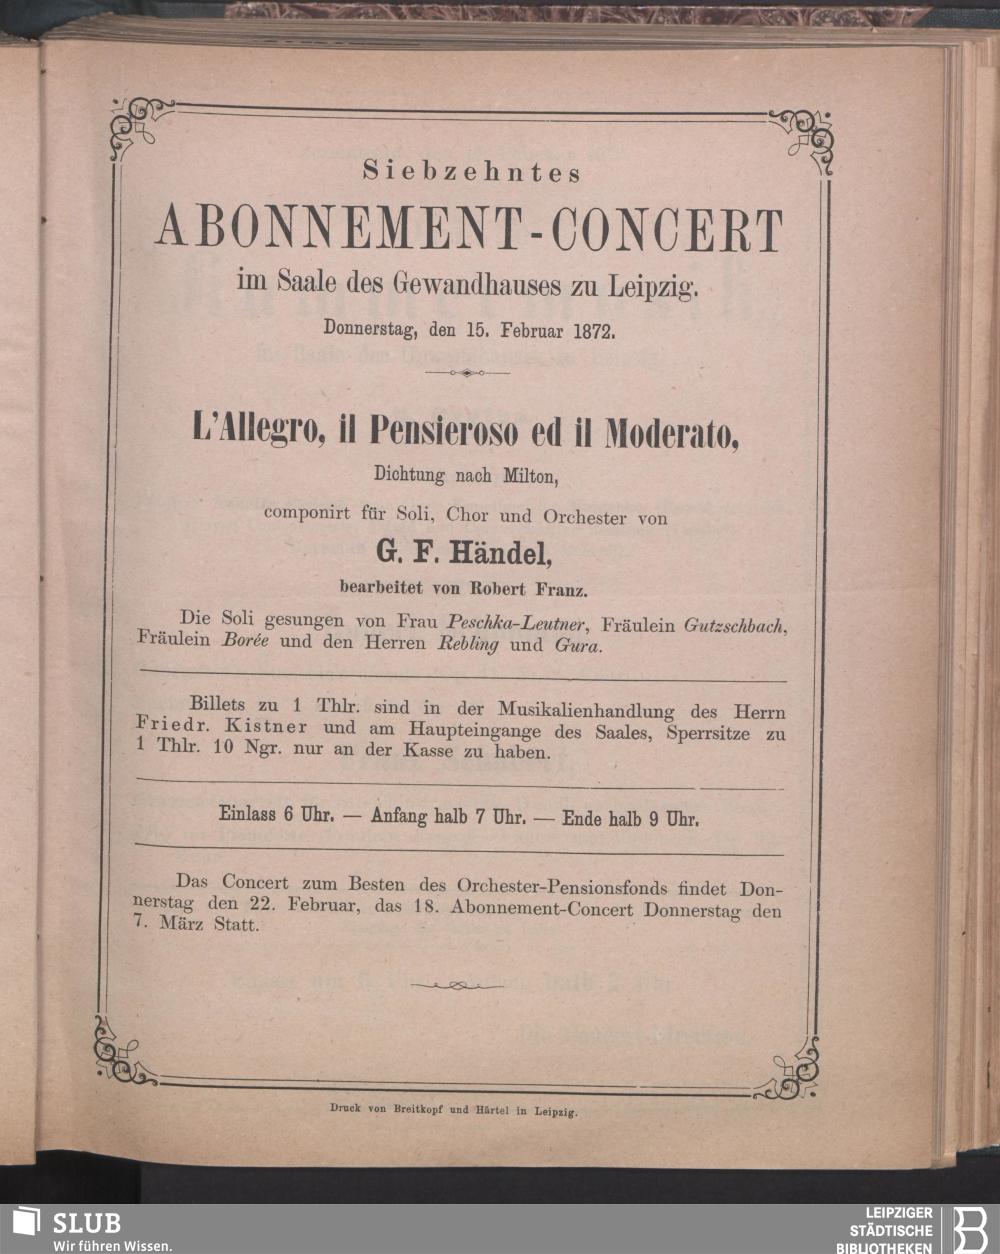 Siebzehntes
ABONNEMENT-CONCERT
im Saale des Gewandhauses zu Leipzig.
Donnerstag, den 15. Februar 1872.
L'Allegro, il Pensieroso ed il Moderato,
Dichtung nach Milton,
componirt für Soli, Chor und Orchester von
G. F. Händel,
bearbeitet von Robert Franz.
Die Soli gesungen von Frau Peschka-Leutner, Fräulein Gutzschbach,
Fräulein Borée und den Herren Rebling und Gura.
Billets zu 1 Thlr. sind in der Musikalienhandlung des Herrn
Friedr. Kistner und am Haupteingange des Saales, Sperrsitze zu
1 Thlr. 10 Ngr. nur an der Kasse zu haben.
Einlass 6 Uhr. — Anfang halb 7 Uhr. — Ende halb 9 Uhr.
Das Concert zum Besten des Orchester-Pensionsfonds findet Don-
nerstag den 22. Februar, das 18. Abonnement-Concert Donnerstag den
7. März Statt.
Druck von Breitkopf und Härtel in Leipzig.
SLUB
Wir führen Wissen.
LEIPZIGER
STÄDTISCHE
BIBLIOTHEKEN